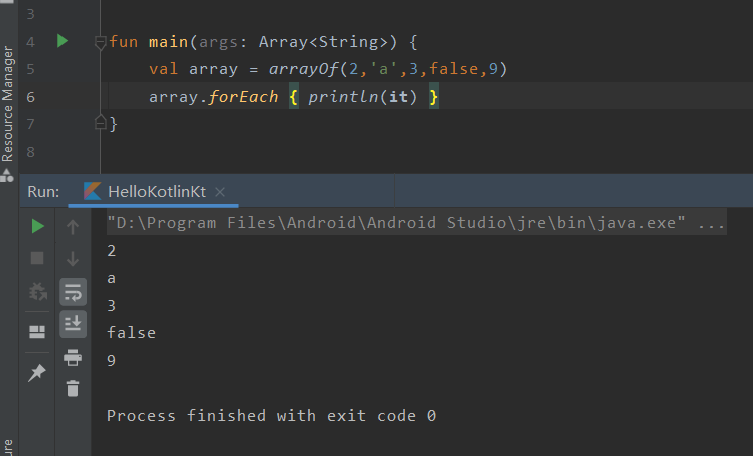 3
4 fun main(args: Array<String>) {
5 val array = arrayOf(2,'a',3,false,9)
6 array.forEach { println(it) }
7 }
8
Resource Manager
Run: HelloKotlinKt ×
"D:\Program Files\Android\Android Studio\jre\bin\java.exe" ...
2
a
3
false
9
Process finished with exit code 0